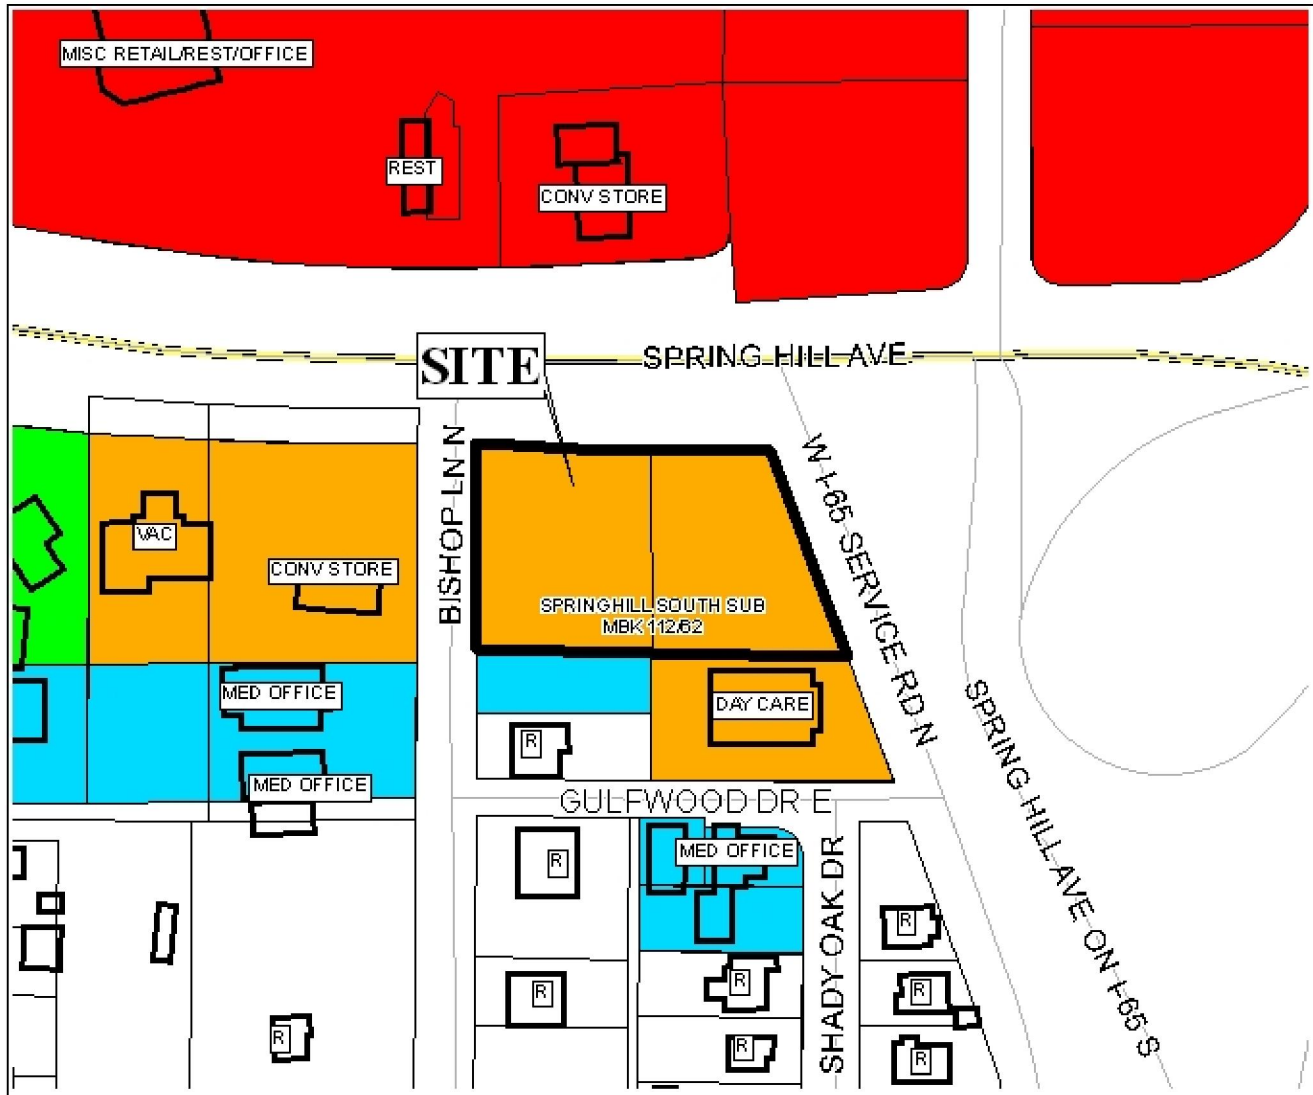 MISC RETAIL/REST/OFFICE
REST
CONV STORE
SITE
SPRING HILL AVE
BISHOP LN N
W I-65 SERVICE RD N
VAC
CONV STORE
SPRINGHILL SOUTH SUB
MBK 112/62
MED OFFICE
DAY CARE
R
MED OFFICE
GULFWOOD DR E
SPRING HILL AVE ON I-65 S
SHADY OAK DR
R
MED OFFICE
R
R
R
R
R
R
R